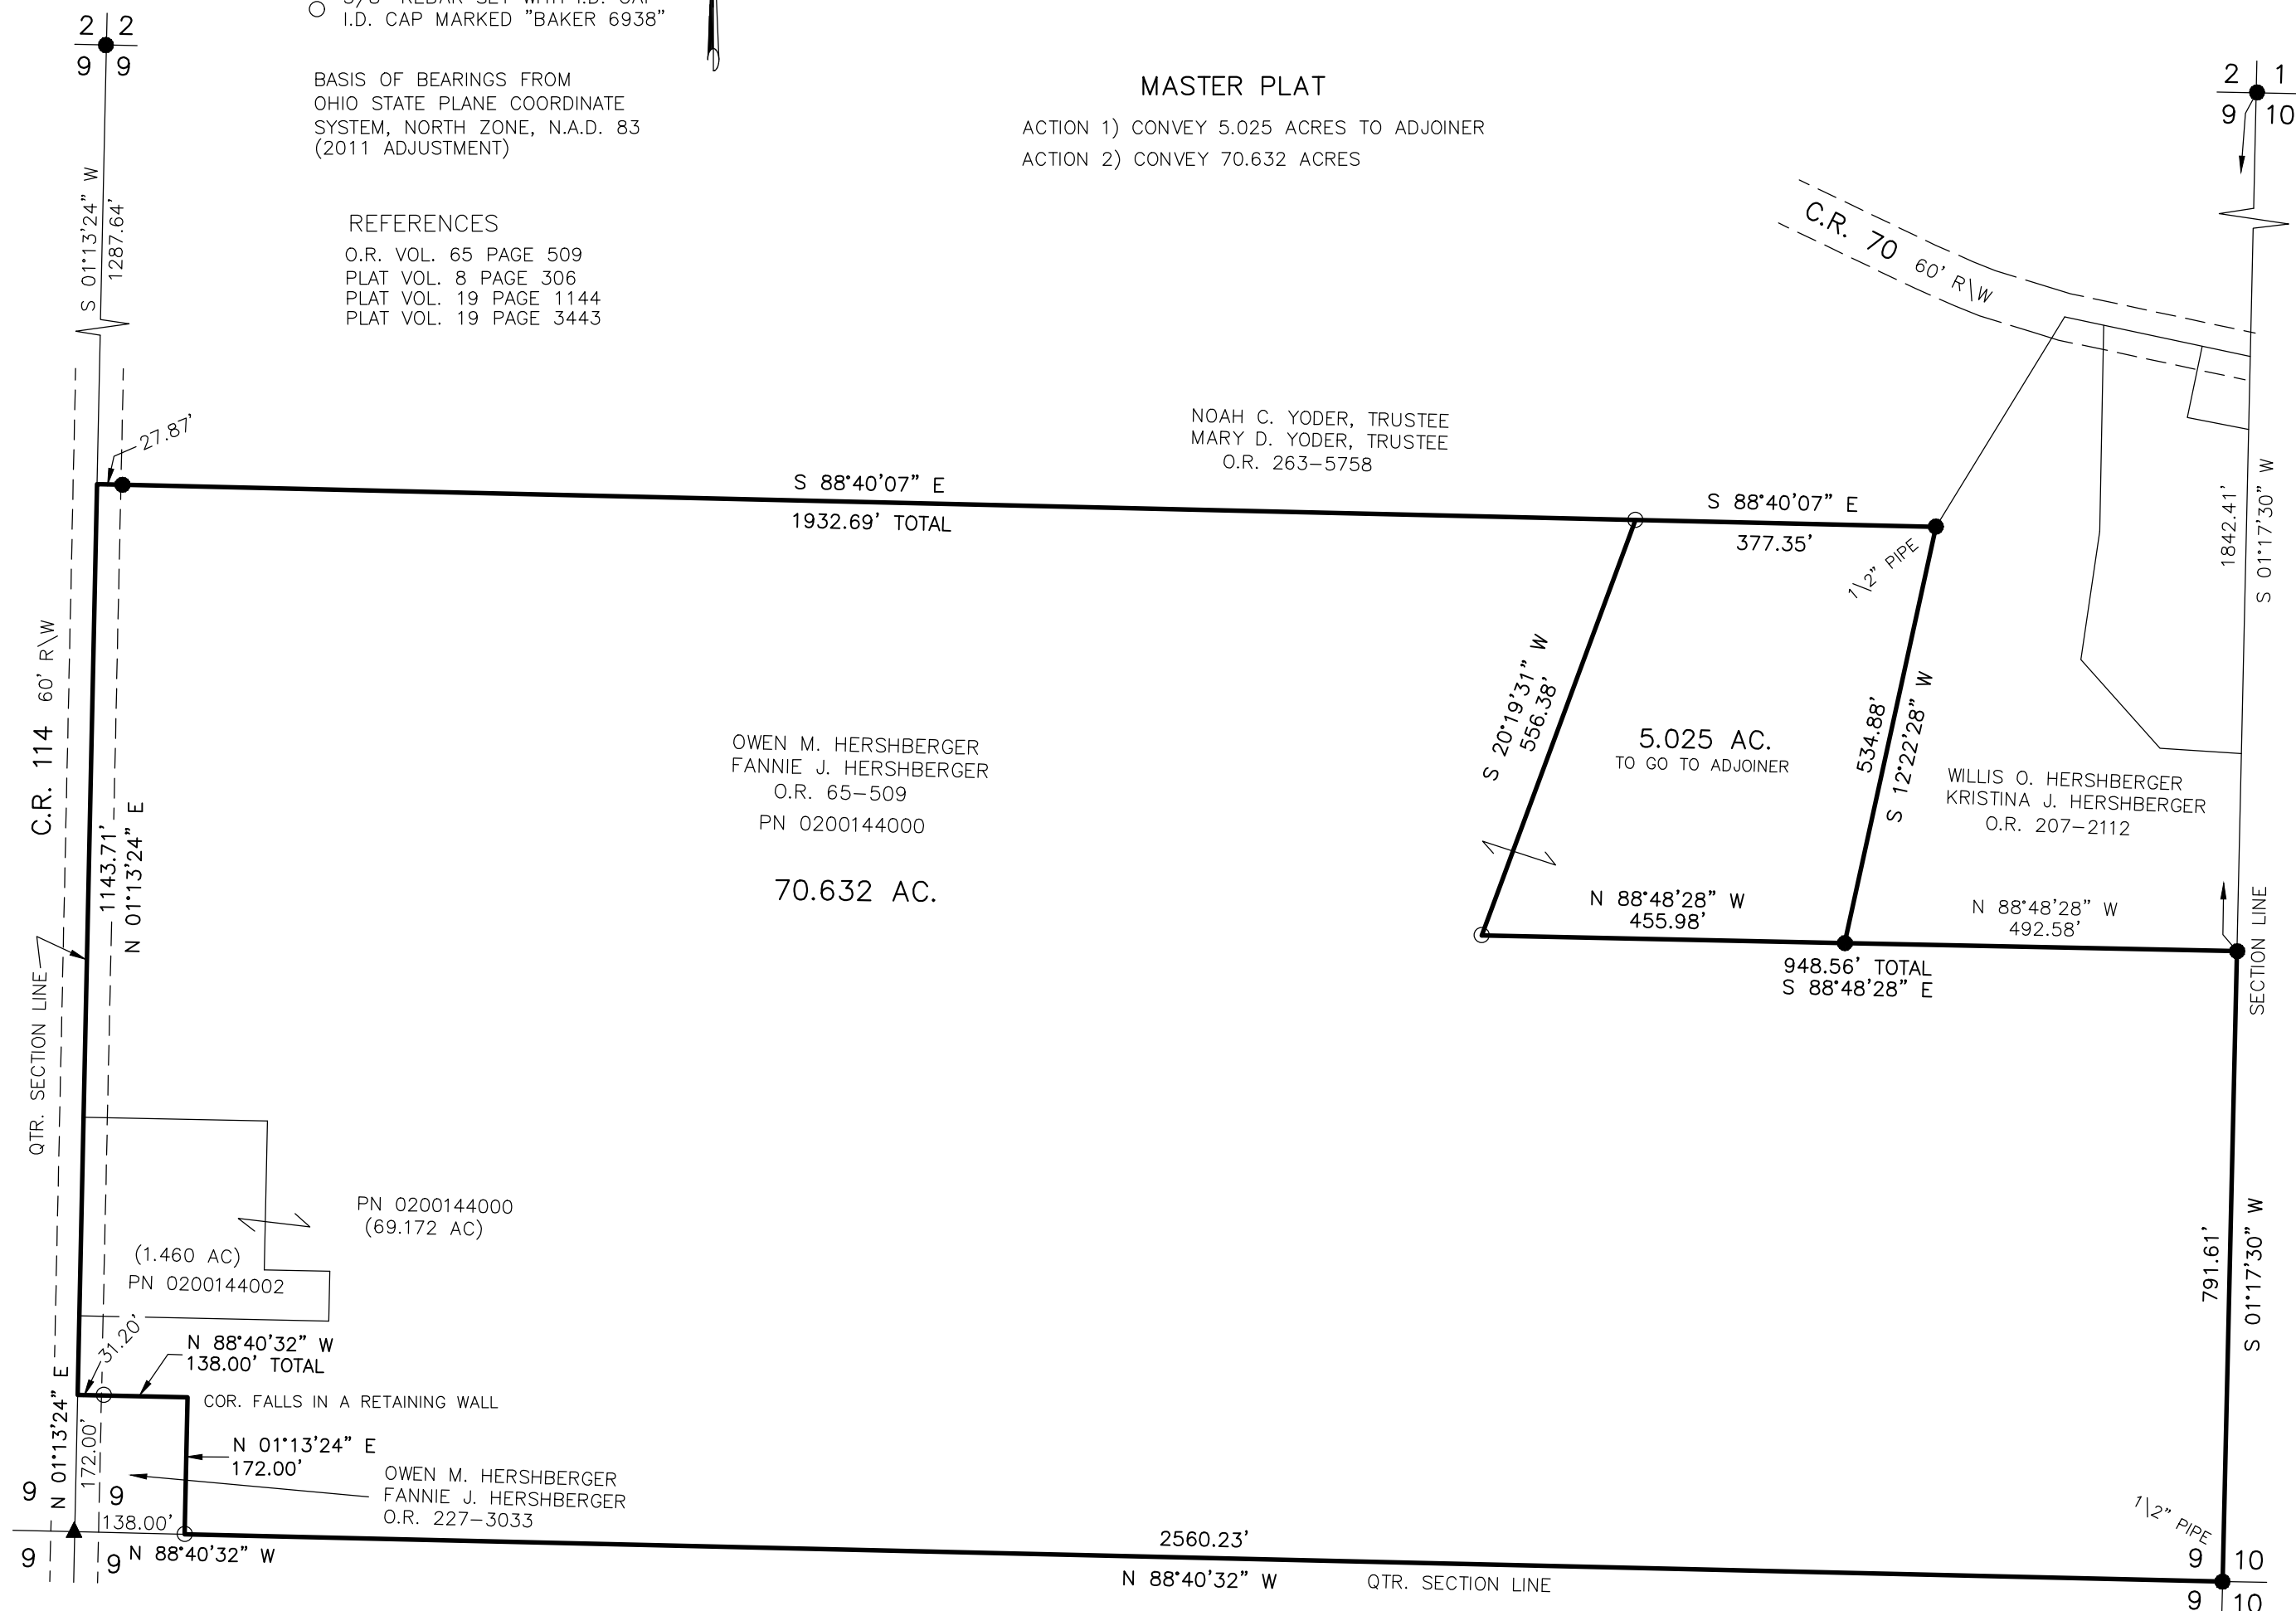 I.D. CAP MARKED "BAKER 6938"
2 2
9 9
BASIS OF BEARINGS FROM
OHIO STATE PLANE COORDINATE
SYSTEM, NORTH ZONE, N.A.D. 83
(2011 ADJUSTMENT)
MASTER PLAT
ACTION 1) CONVEY 5.025 ACRES TO ADJOINER
ACTION 2) CONVEY 70.632 ACRES
2 1
9 10
REFERENCES
O.R. VOL. 65 PAGE 509
PLAT VOL. 8 PAGE 306
PLAT VOL. 19 PAGE 1144
PLAT VOL. 19 PAGE 3443
S 01°13'24" W
1287.64'
C.R. 70 60' R\W
27.87'
NOAH C. YODER, TRUSTEE
MARY D. YODER, TRUSTEE
O.R. 263-5758
S 88°40'07" E
1932.69' TOTAL
S 88°40'07" E
377.35'
1\2" PIPE
1842.41'
S 01°17'30" W
C.R. 114 60' R\W
1143.71'
N 01°13'24" E
QTR. SECTION LINE
OWEN M. HERSHBERGER
FANNIE J. HERSHBERGER
O.R. 65-509
PN 0200144000
70.632 AC.
S 20°19'31" W
556.38'
5.025 AC.
TO GO TO ADJOINER
534.88'
S 12°22'28" W
WILLIS O. HERSHBERGER
KRISTINA J. HERSHBERGER
O.R. 207-2112
N 88°48'28" W
455.98'
N 88°48'28" W
492.58'
948.56' TOTAL
S 88°48'28" E
SECTION LINE
PN 0200144000
(69.172 AC)
(1.460 AC)
PN 0200144002
791.61'
S 01°17'30" W
31.20'
N 88°40'32" W
138.00' TOTAL
COR. FALLS IN A RETAINING WALL
N 01°13'24" E
172.00'
N 01°13'24" E
172.00'
OWEN M. HERSHBERGER
FANNIE J. HERSHBERGER
O.R. 227-3033
9 9
138.00'
9 9
N 88°40'32" W
2560.23'
N 88°40'32" W
QTR. SECTION LINE
1\2" PIPE
9 10
9 10